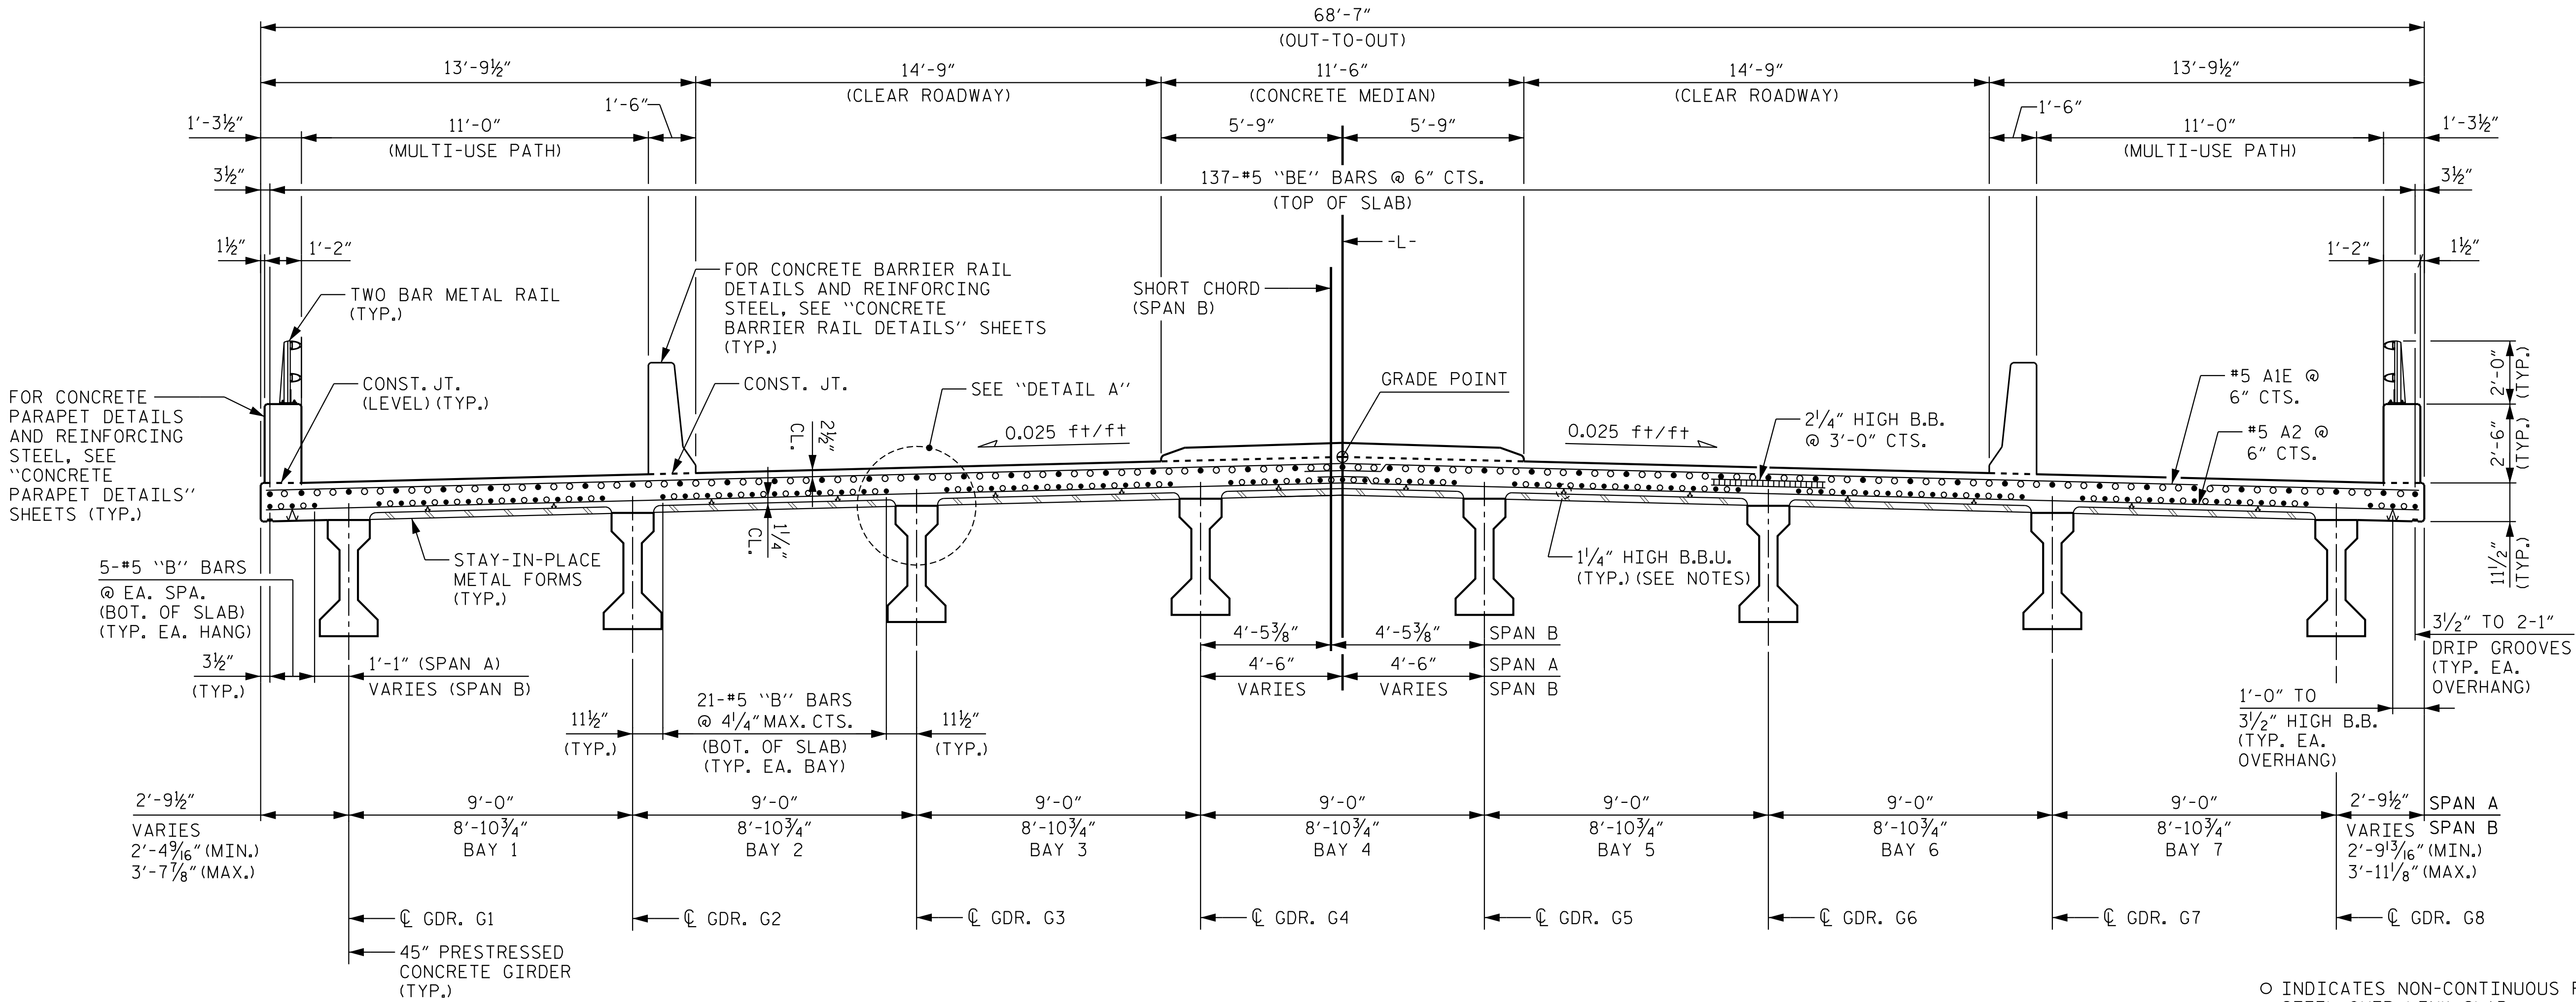 68'-7"
(OUT-TO-OUT)
13'-9½"
14'-9"
(CLEAR ROADWAY)
11'-6"
(CONCRETE MEDIAN)
14'-9"
(CLEAR ROADWAY)
13'-9½"
1'-3½"
11'-0"
(MULTI-USE PATH)
1'-6"
5'-9"
5'-9"
1'-6"
11'-0"
(MULTI-USE PATH)
1'-3½"
3½"
137-#5 "BE" BARS @ 6" CTS.
(TOP OF SLAB)
3½"
1½"
1'-2"
-L-
1'-2"
1½"
TWO BAR METAL RAIL
(TYP.)
FOR CONCRETE BARRIER RAIL
DETAILS AND REINFORCING
STEEL, SEE "CONCRETE
BARRIER RAIL DETAILS" SHEETS
(TYP.)
SHORT CHORD
(SPAN B)
FOR CONCRETE
PARAPET DETAILS
AND REINFORCING
STEEL, SEE
"CONCRETE
PARAPET DETAILS"
SHEETS (TYP.)
CONST. JT.
(LEVEL) (TYP.)
CONST. JT.
SEE "DETAIL A"
GRADE POINT
2½"
CL.
0.025 ft/ft
0.025 ft/ft
2¼" HIGH B.B.
@ 3'-0" CTS.
#5 A1E @
6" CTS.
#5 A2 @
6" CTS.
2'-0"
(TYP.)
2'-6"
(TYP.)
11½"
(TYP.)
1¼"
CL.
STAY-IN-PLACE
METAL FORMS
(TYP.)
1¼" HIGH B.B.U.
(TYP.) (SEE NOTES)
5-#5 "B" BARS
@ EA. SPA.
(BOT. OF SLAB)
(TYP. EA. HANG)
3½"
(TYP.)
1'-1" (SPAN A)
VARIES (SPAN B)
4'-5⅜"
4'-5⅜"
SPAN B
4'-6"
4'-6"
SPAN A
VARIES
VARIES
SPAN B
3½" TO 2-1"
DRIP GROOVES
(TYP. EA.
OVERHANG)
11½"
(TYP.)
21-#5 "B" BARS
@ 4¼" MAX. CTS.
(BOT. OF SLAB)
(TYP. EA. BAY)
11½"
(TYP.)
1'-0" TO
3½" HIGH B.B.
(TYP. EA.
OVERHANG)
2'-9½"
9'-0"
9'-0"
9'-0"
9'-0"
9'-0"
9'-0"
9'-0"
2'-9½"
SPAN A
VARIES
8'-10¾"
8'-10¾"
8'-10¾"
8'-10¾"
8'-10¾"
8'-10¾"
8'-10¾"
VARIES
SPAN B
2'-4 9/16" (MIN.)
BAY 1
BAY 2
BAY 3
BAY 4
BAY 5
BAY 6
BAY 7
2'-9 13/16" (MIN.)
3'-7⅞" (MAX.)
3'-11⅛" (MAX.)
℄ GDR. G1
℄ GDR. G2
℄ GDR. G3
℄ GDR. G4
℄ GDR. G5
℄ GDR. G6
℄ GDR. G7
℄ GDR. G8
45" PRESTRESSED
CONCRETE GIRDER
(TYP.)
○ INDICATES NON-CONTINUOUS